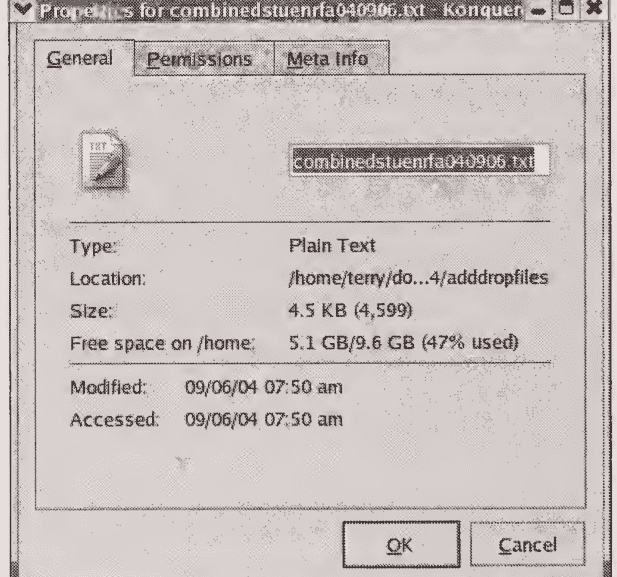 Properties for combinedstuenrfa040906.txt - Konquer
General Permissions Meta Info
TXT
combinedstuenrfa040906.txt
Type: Plain Text
Location: /home/terry/do...4/adddropfiles
Size: 4.5 KB (4,599)
Free space on /home: 5.1 GB/9.6 GB (47% used)
Modified: 09/06/04 07:50 am
Accessed: 09/06/04 07:50 am
OK Cancel